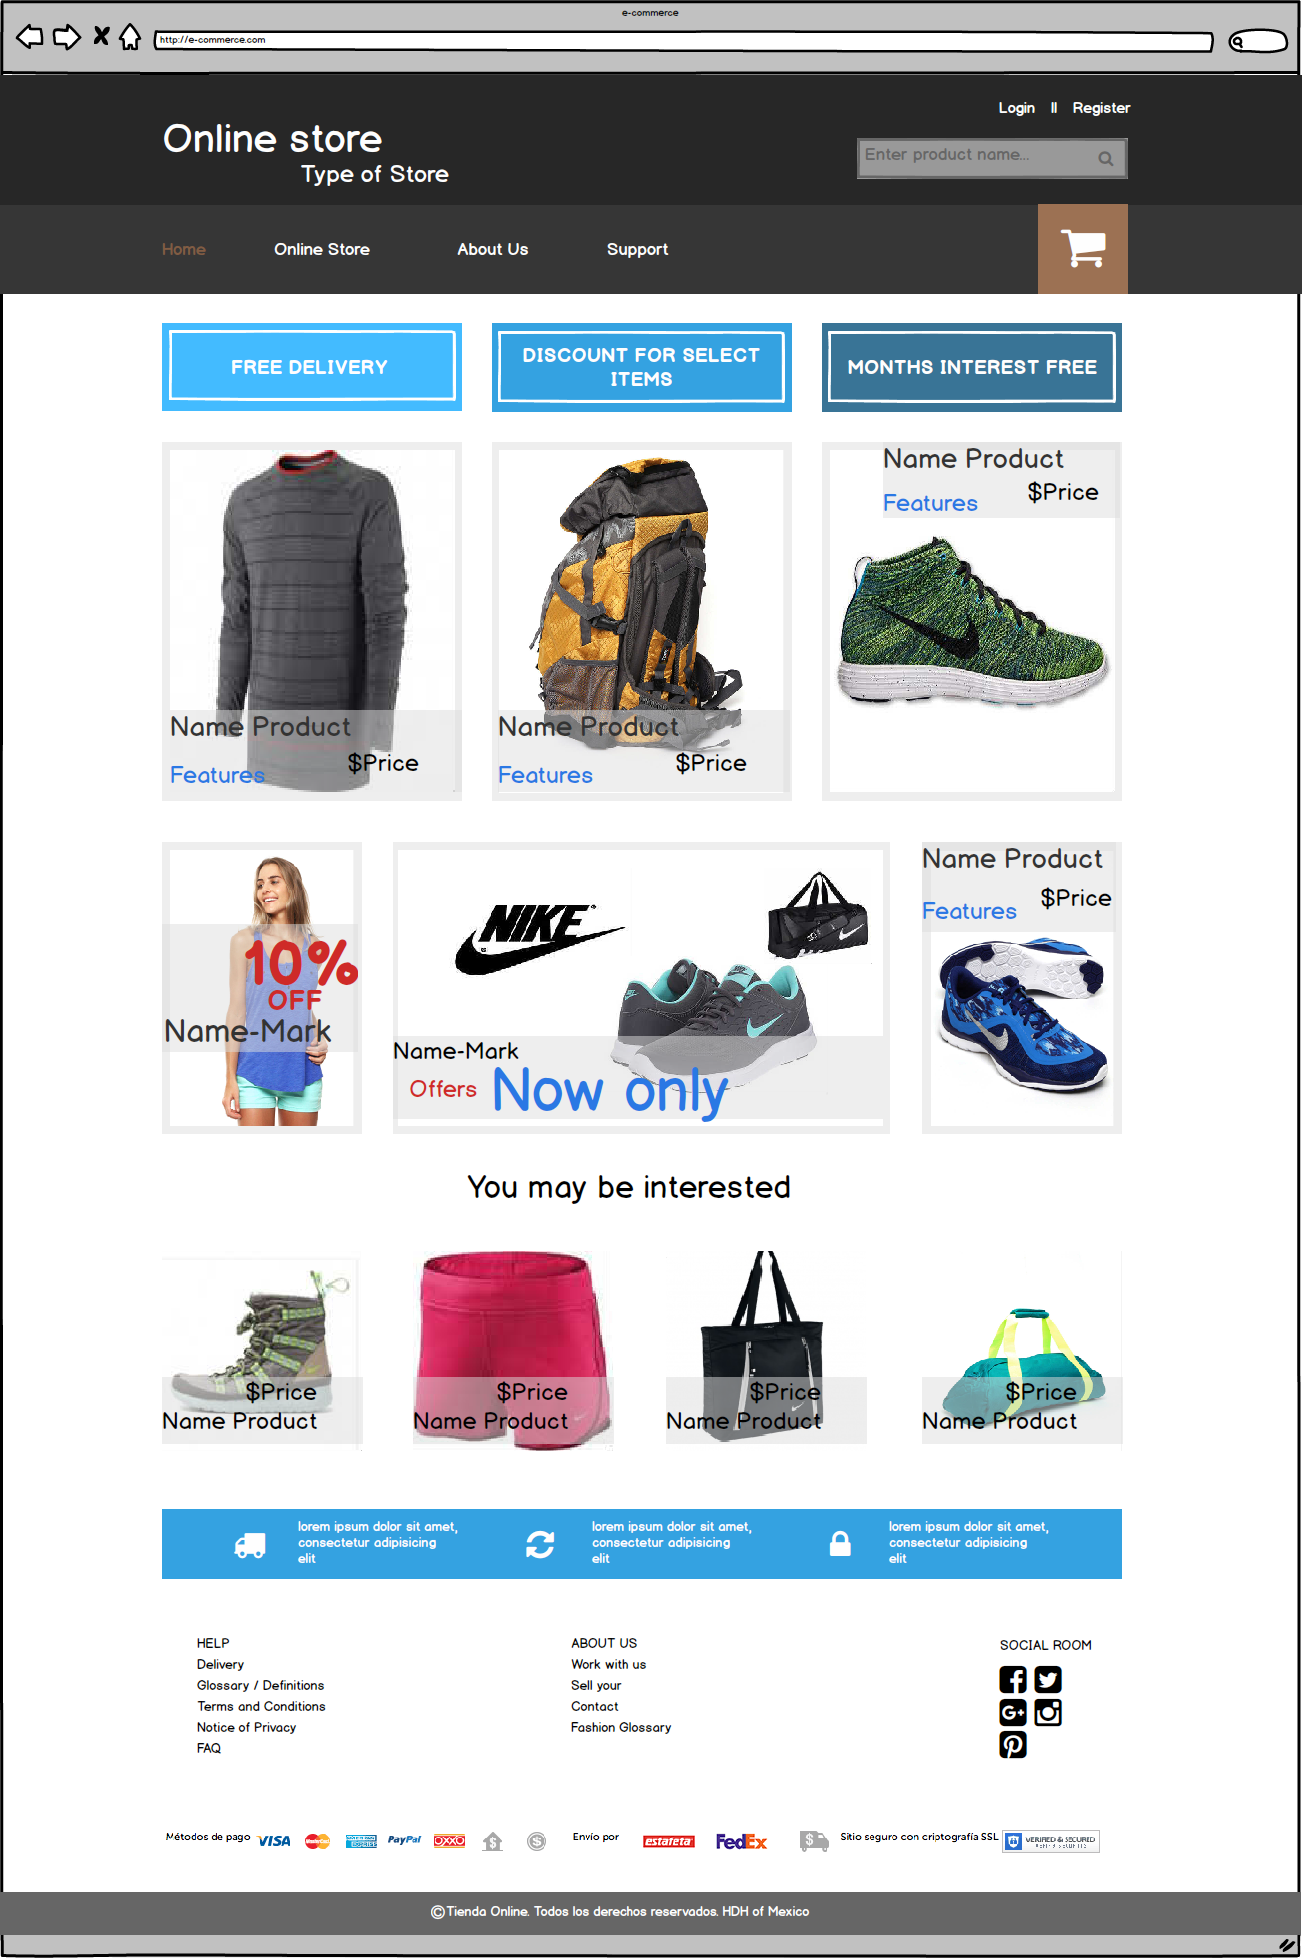 e-commerce
http://e-commerce.com
Login || Register
Online store
Type of Store
Enter product name...
Home
Online Store
About Us
Support
FREE DELIVERY
DISCOUNT FOR SELECT
ITEMS
MONTHS INTEREST FREE
Name Product
$Price
Features
Name Product
$Price
Features
Name Product
$Price
Features
10%
OFF
Name-Mark
NIKE
Name-Mark
Offers
Now only
Name Product
$Price
Features
You may be interested
$Price
Name Product
$Price
Name Product
$Price
Name Product
$Price
Name Product
lorem ipsum dolor sit amet,
consectetur adipisicing
elit
lorem ipsum dolor sit amet,
consectetur adipisicing
elit
lorem ipsum dolor sit amet,
consectetur adipisicing
elit
HELP
Delivery
Glossary / Definitions
Terms and Conditions
Notice of Privacy
FAQ
ABOUT US
Work with us
Sell your
Contact
Fashion Glossary
SOCIAL ROOM
Métodos de pago
VISA
MasterCard
PayPal
OXXO
Envío por
estafeta
FedEx
Sitio seguro con criptografía SSL
VERIFIED & SECURED
© Tienda Online. Todos los derechos reservados. HDH of Mexico